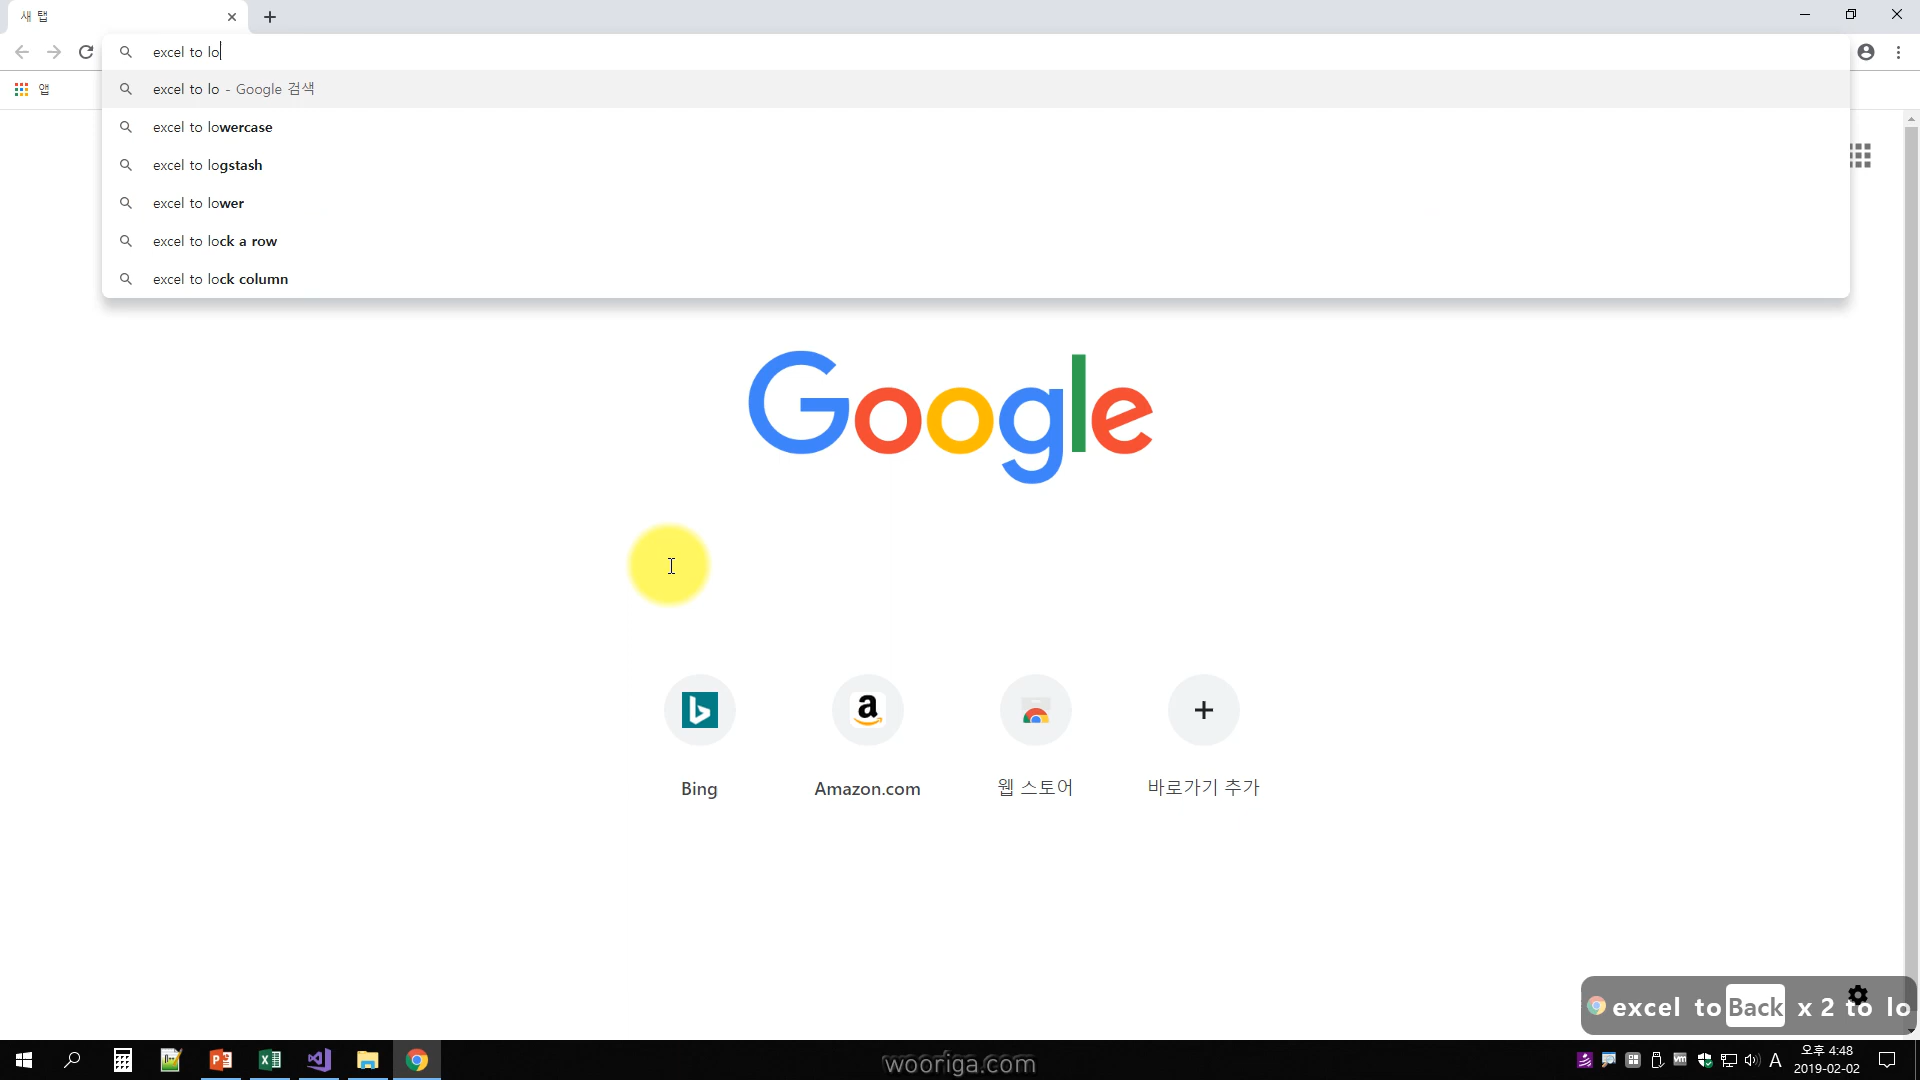 새 탭
excel to lo
앱
excel to lo - Google 검색
excel to lowercase
excel to logstash
excel to lower
excel to lock a row
excel to lock column
Google
Bing
Amazon.com
웹 스토어
바로가기 추가
excel to Back x 2 to lo
wooriga.com
A
오후 4:48
2019-02-02